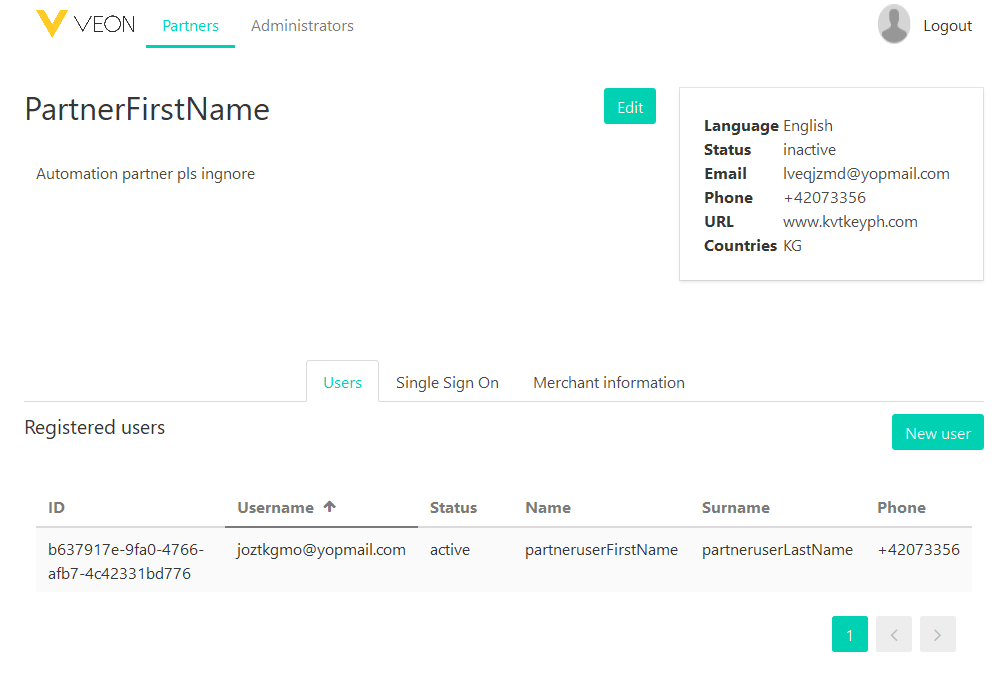 VEON Partners Administrators Logout
PartnerFirstName
Edit
Automation partner pls ingnore
Language English
Status inactive
Email lveqjzmd@yopmail.com
Phone +42073356
URL www.kvtkeyph.com
Countries KG
Users Single Sign On Merchant information
Registered users
New user
ID Username Status Name Surname Phone
b637917e-9fa0-4766- joztkgmo@yopmail.com active partneruserFirstName partneruserLastName +42073356
afb7-4c42331bd776
1